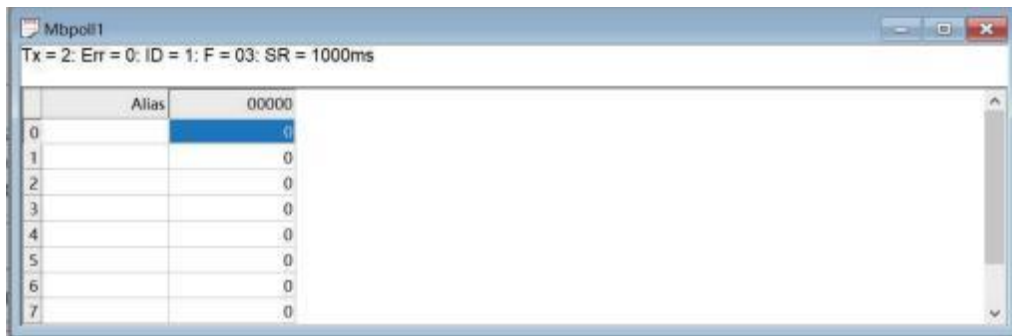 Mbpoll1
Tx = 2: Err = 0: ID = 1: F = 03: SR = 1000ms
Alias 00000
0 0
1 0
2 0
3 0
4 0
5 0
6 0
7 0